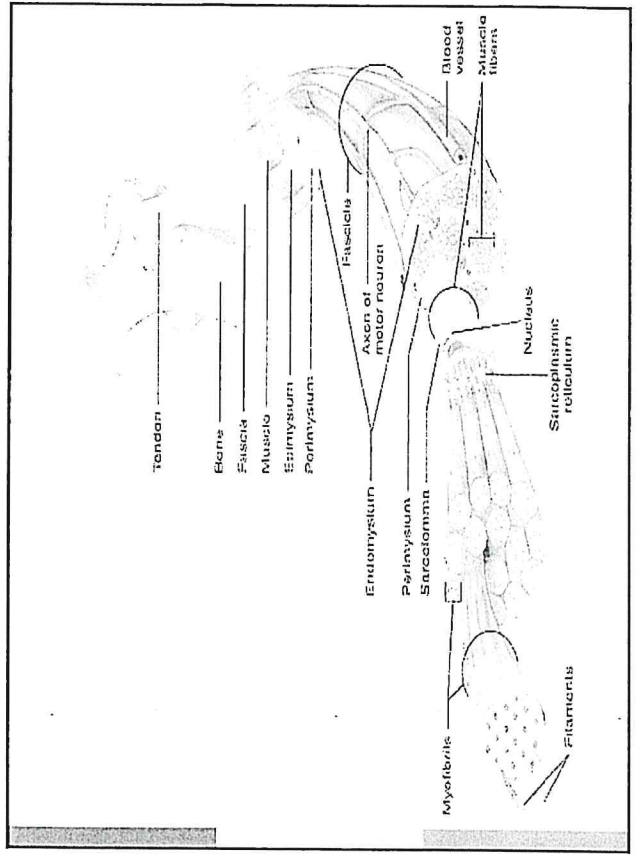 Tendon
Bone
Fascia
Muscle
Epimysium
Perimysium
Fascicle
Axon of
motor neuron
Blood
vessel
Muscle
fibers
Endomysium
Perimysium
Sarcolemma
Nucleus
Sarcoplasmic
reticulum
Myofibrils
Filaments